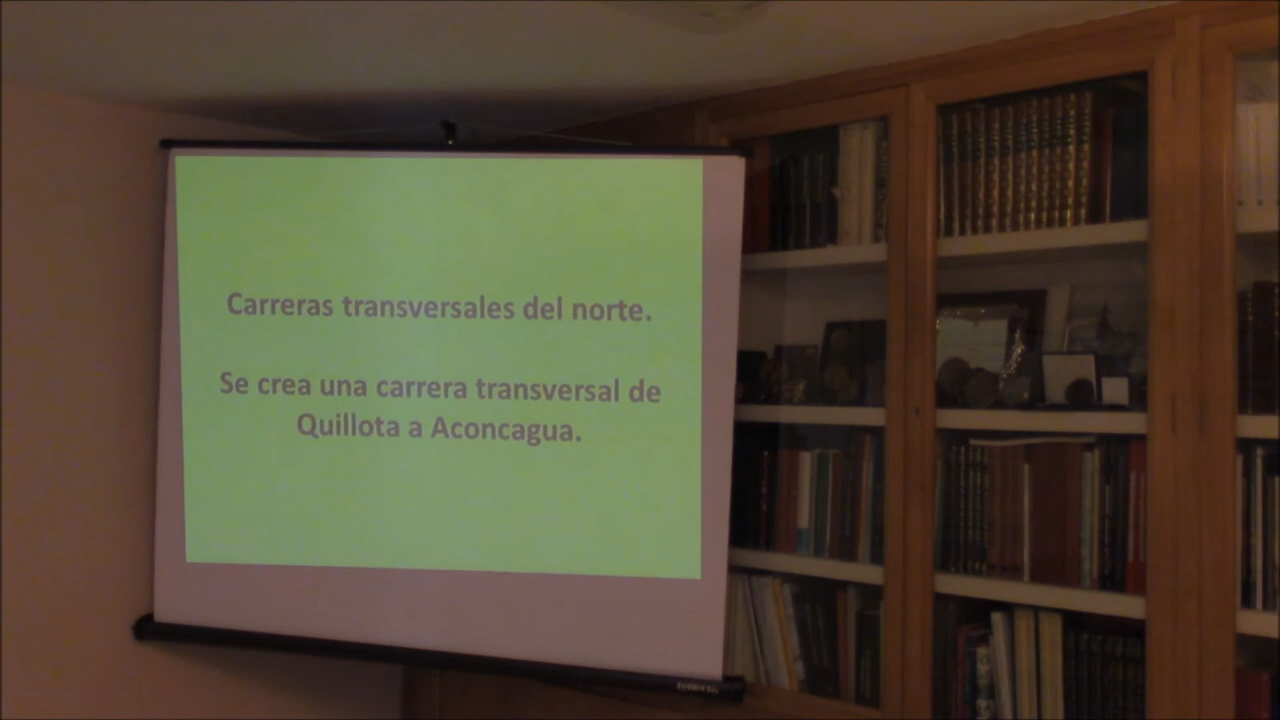 Carreras transversales del norte.
Se crea una carrera transversal de
Quillota a Aconcagua.